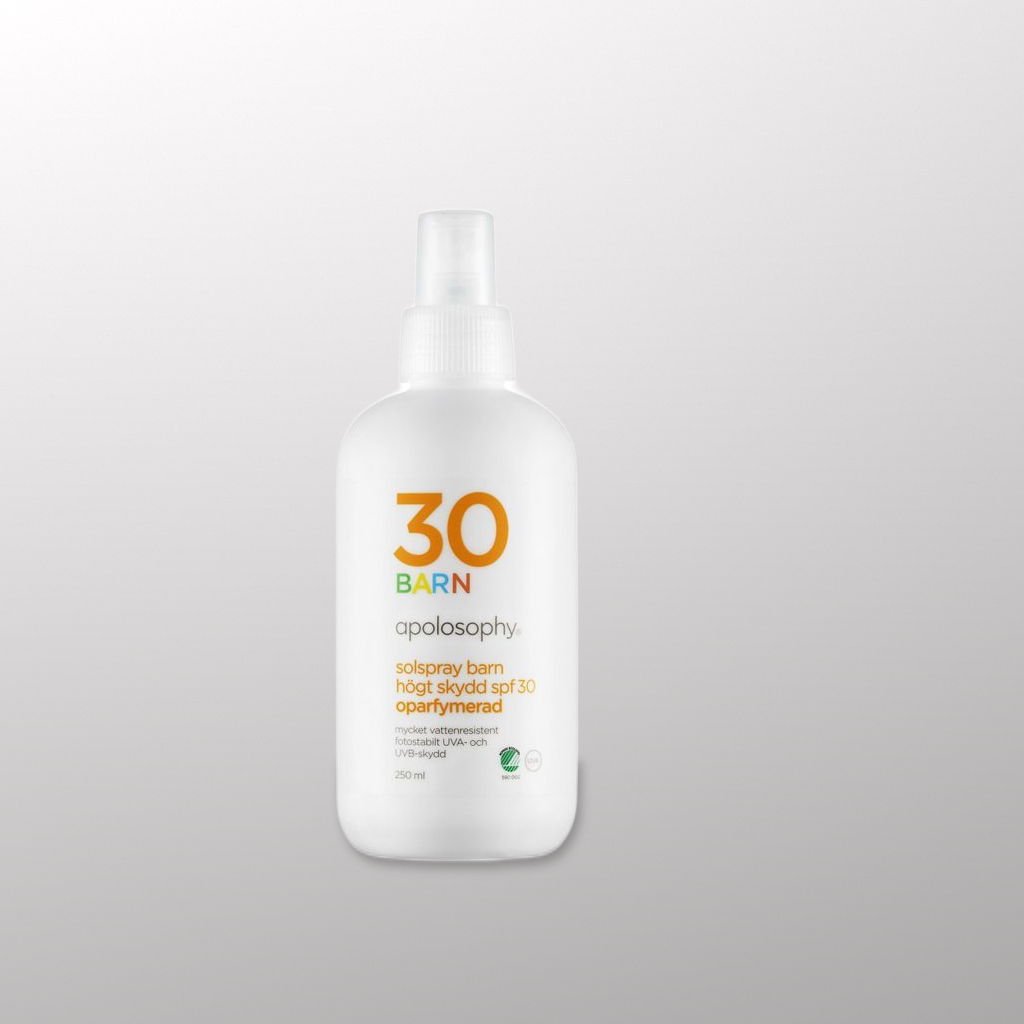 30
BARN
apolosophy®
solspray barn
högt skydd spf 30
oparfymerad
mycket vattenresistent
fotostabilt UVA- och
UVB-skydd
250 ml
UVA